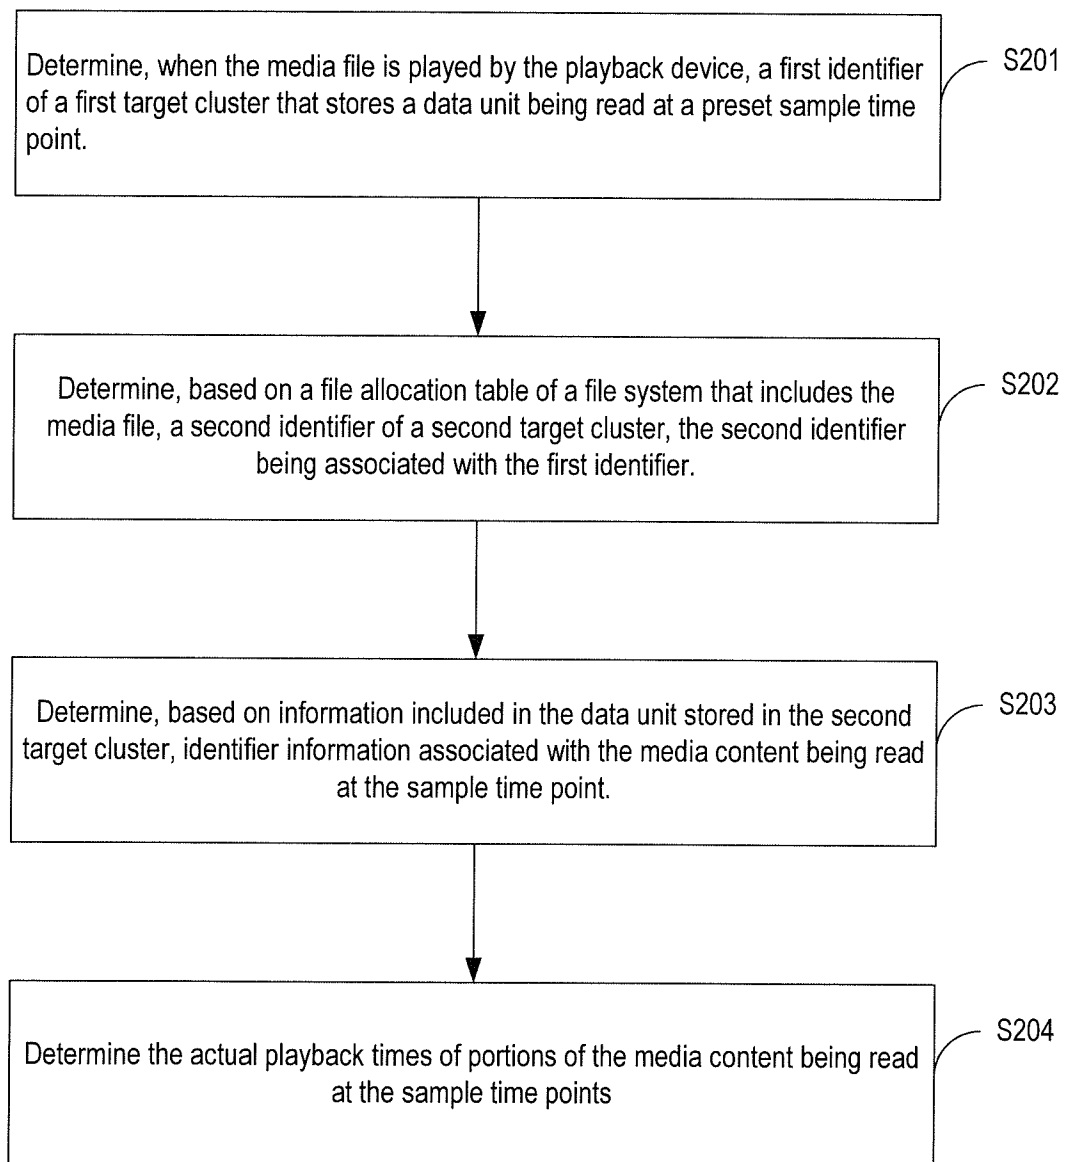 Determine, when the media file is played by the playback device, a first identifier
of a first target cluster that stores a data unit being read at a preset sample time
point.
S201
Determine, based on a file allocation table of a file system that includes the
media file, a second identifier of a second target cluster, the second identifier
being associated with the first identifier.
S202
Determine, based on information included in the data unit stored in the second
target cluster, identifier information associated with the media content being read
at the sample time point.
S203
Determine the actual playback times of portions of the media content being read
at the sample time points
S204